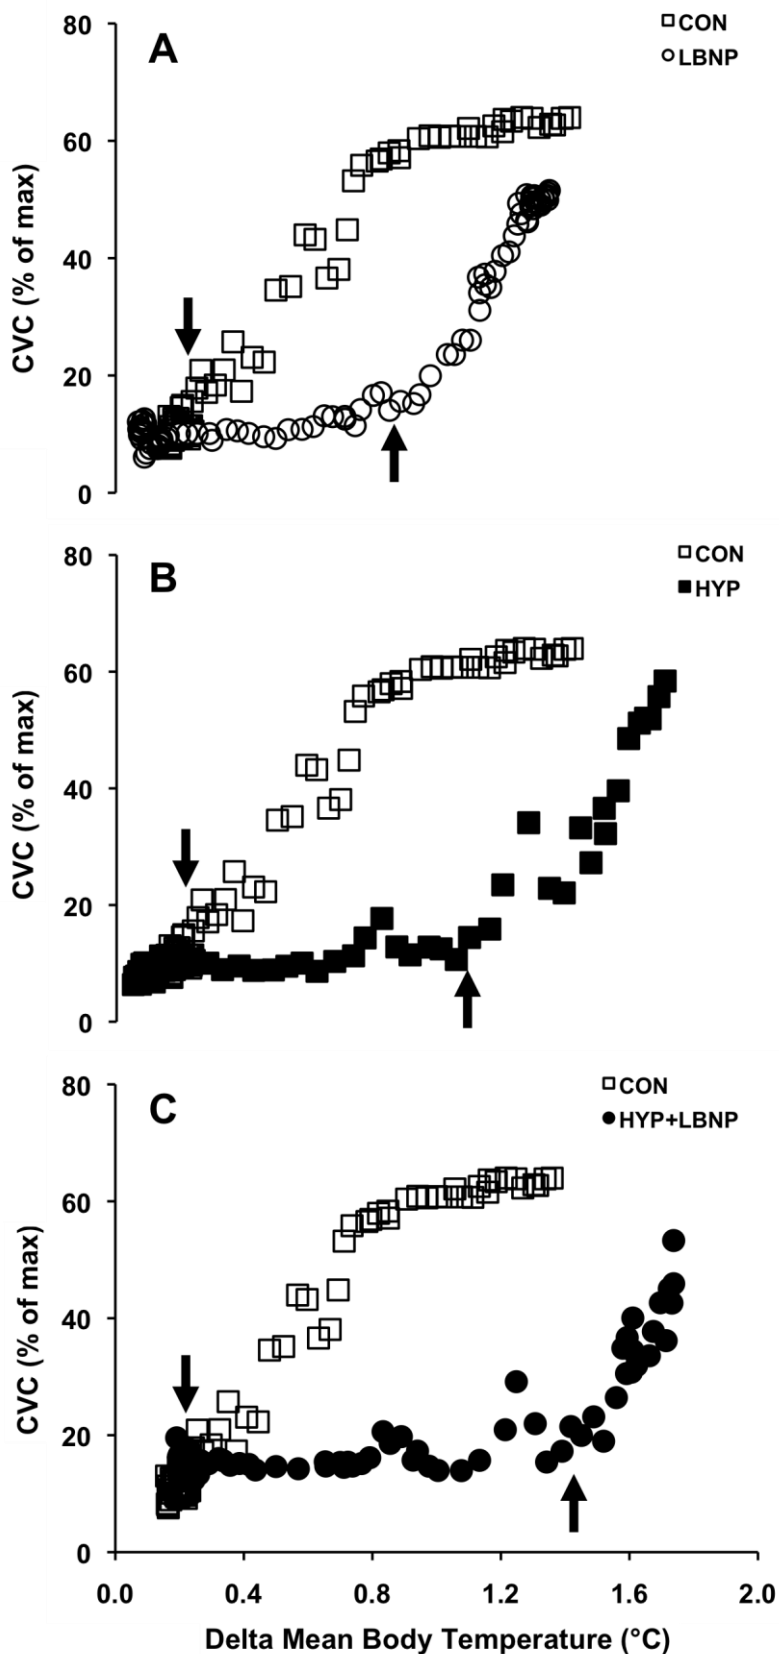 A
80
60
40
20
0
CVC (% of max)
CON
LBNP
B
80
60
40
20
0
CVC (% of max)
CON
HYP
C
80
60
40
20
0
CVC (% of max)
CON
HYP+LBNP
0.0 0.4 0.8 1.2 1.6 2.0
Delta Mean Body Temperature (°C)